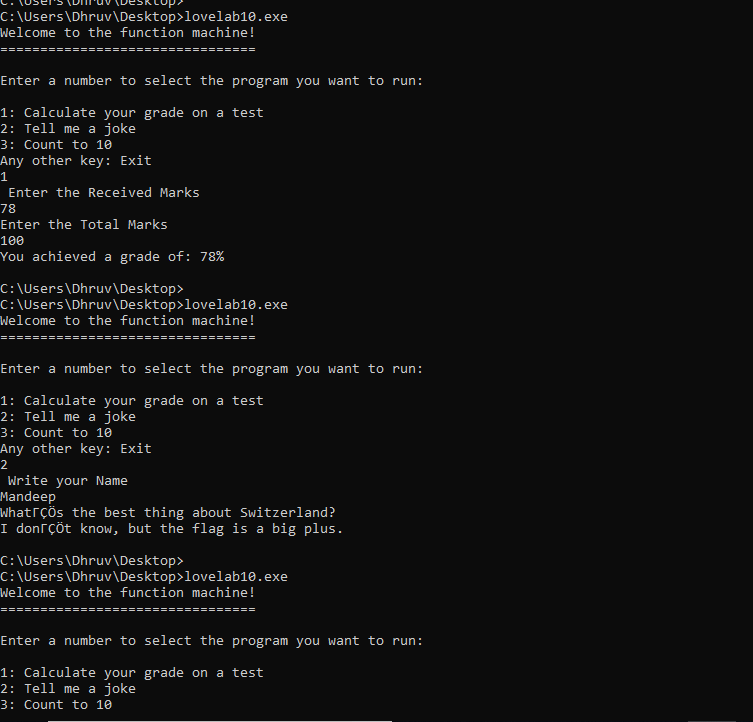 C:\Users\Dhruv\Desktop>
C:\Users\Dhruv\Desktop>lovelab10.exe
Welcome to the function machine!
================================
Enter a number to select the program you want to run:
1: Calculate your grade on a test
2: Tell me a joke
3: Count to 10
Any other key: Exit
1
 Enter the Received Marks
78
Enter the Total Marks
100
You achieved a grade of: 78%
C:\Users\Dhruv\Desktop>
C:\Users\Dhruv\Desktop>lovelab10.exe
Welcome to the function machine!
================================
Enter a number to select the program you want to run:
1: Calculate your grade on a test
2: Tell me a joke
3: Count to 10
Any other key: Exit
2
 Write your Name
Mandeep
WhatΓÇÖs the best thing about Switzerland?
I donΓÇÖt know, but the flag is a big plus.
C:\Users\Dhruv\Desktop>
C:\Users\Dhruv\Desktop>lovelab10.exe
Welcome to the function machine!
================================
Enter a number to select the program you want to run:
1: Calculate your grade on a test
2: Tell me a joke
3: Count to 10